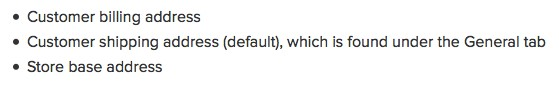 • Customer billing address
• Customer shipping address (default), which is found under the General tab
• Store base address